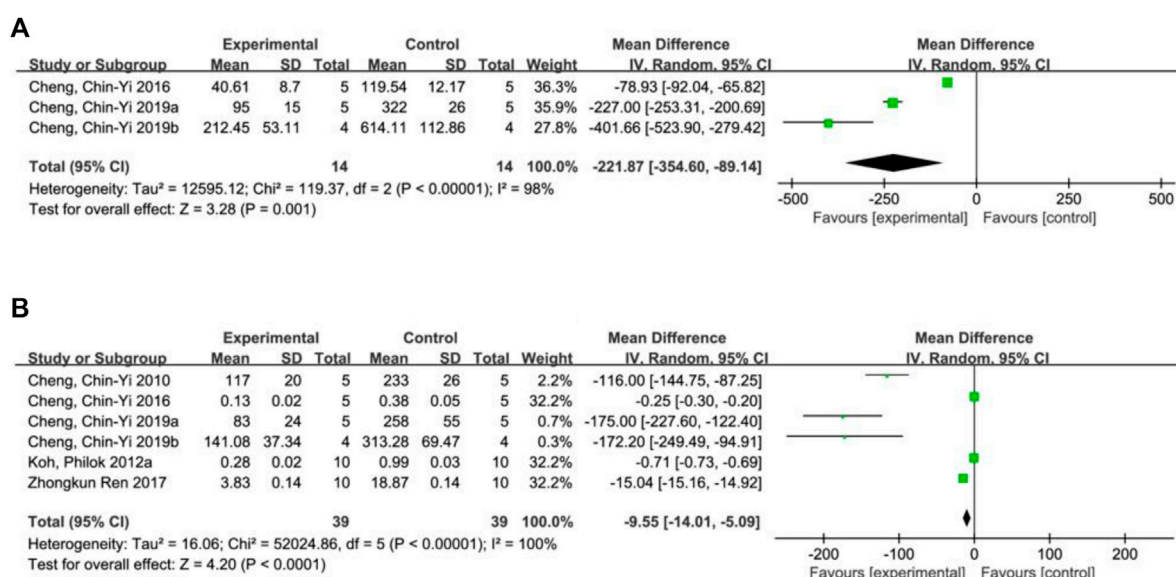 A
Experimental Control Mean Difference Mean Difference
Study or Subgroup Mean SD Total Mean SD Total Weight IV. Random. 95% CI IV. Random. 95% CI
Cheng, Chin-Yi 2016 40.61 8.7 5 119.54 12.17 5 36.3% -78.93 [-92.04, -65.82]
Cheng, Chin-Yi 2019a 95 15 5 322 26 5 35.9% -227.00 [-253.31, -200.69]
Cheng, Chin-Yi 2019b 212.45 53.11 4 614.11 112.86 4 27.8% -401.66 [-523.90, -279.42]
Total (95% CI) 14 14 100.0% -221.87 [-354.60, -89.14]
Heterogeneity: Tau² = 12595.12; Chi² = 119.37, df = 2 (P < 0.00001); I² = 98%
Test for overall effect: Z = 3.28 (P = 0.001)
-500 -250 0 250 500
Favours [experimental] Favours [control]
B
Experimental Control Mean Difference Mean Difference
Study or Subgroup Mean SD Total Mean SD Total Weight IV. Random. 95% CI IV. Random. 95% CI
Cheng, Chin-Yi 2010 117 20 5 233 26 5 2.2% -116.00 [-144.75, -87.25]
Cheng, Chin-Yi 2016 0.13 0.02 5 0.38 0.05 5 32.2% -0.25 [-0.30, -0.20]
Cheng, Chin-Yi 2019a 83 24 5 258 55 5 0.7% -175.00 [-227.60, -122.40]
Cheng, Chin-Yi 2019b 141.08 37.34 4 313.28 69.47 4 0.3% -172.20 [-249.49, -94.91]
Koh, Philok 2012a 0.28 0.02 10 0.99 0.03 10 32.2% -0.71 [-0.73, -0.69]
Zhongkun Ren 2017 3.83 0.14 10 18.87 0.14 10 32.2% -15.04 [-15.16, -14.92]
Total (95% CI) 39 39 100.0% -9.55 [-14.01, -5.09]
Heterogeneity: Tau² = 16.06; Chi² = 52024.86, df = 5 (P < 0.00001); I² = 100%
Test for overall effect: Z = 4.20 (P < 0.0001)
-200 -100 0 100 200
Favours [experimental] Favours [control]